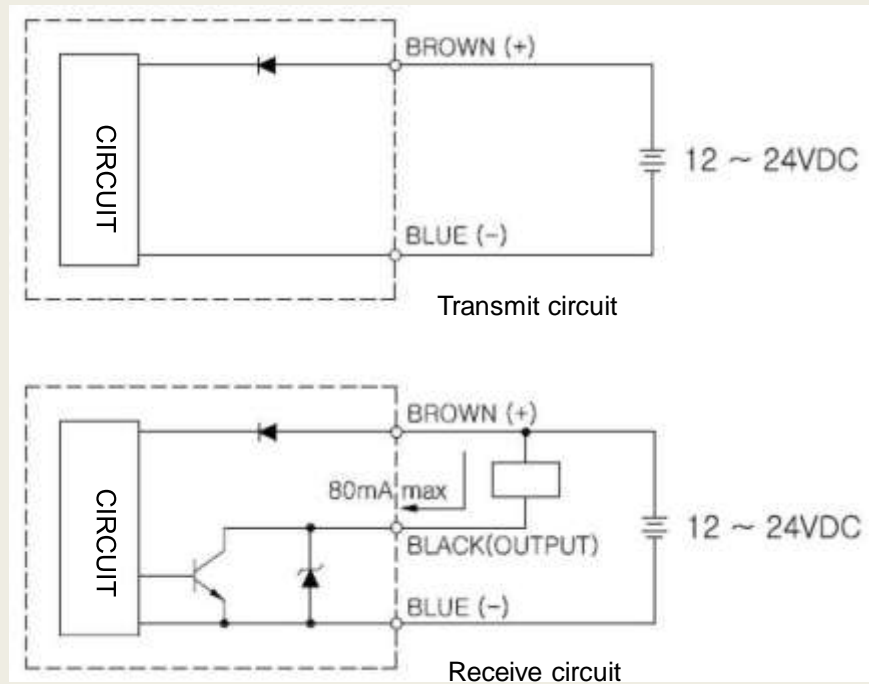 BROWN (+)
CIRCUIT
12 ~ 24VDC
BLUE (-)
Transmit circuit
BROWN (+)
80mA max
CIRCUIT
12 ~ 24VDC
BLACK(OUTPUT)
BLUE (-)
Receive circuit